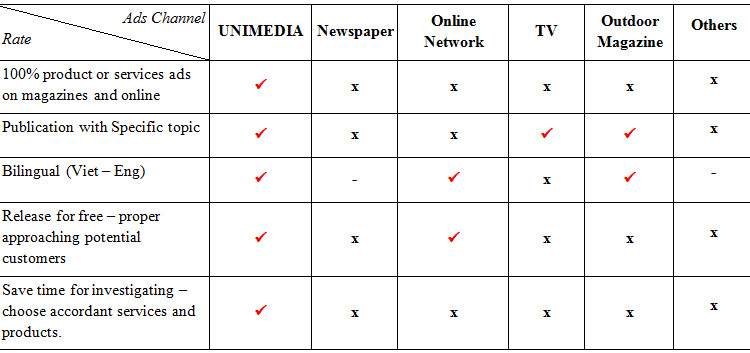 Ads Channel
Rate
UNIMEDIA
Newspaper
Online
Network
TV
Outdoor
Magazine
Others
100% product or services ads
on magazines and online
✓ x x x x x
Publication with Specific topic
✓ x x ✓ ✓ x
Bilingual (Viet – Eng)
✓ - ✓ x ✓ -
Release for free – proper
approaching potential
customers
✓ x ✓ x x x
Save time for investigating –
choose accordant services and
products.
✓ x x x x x